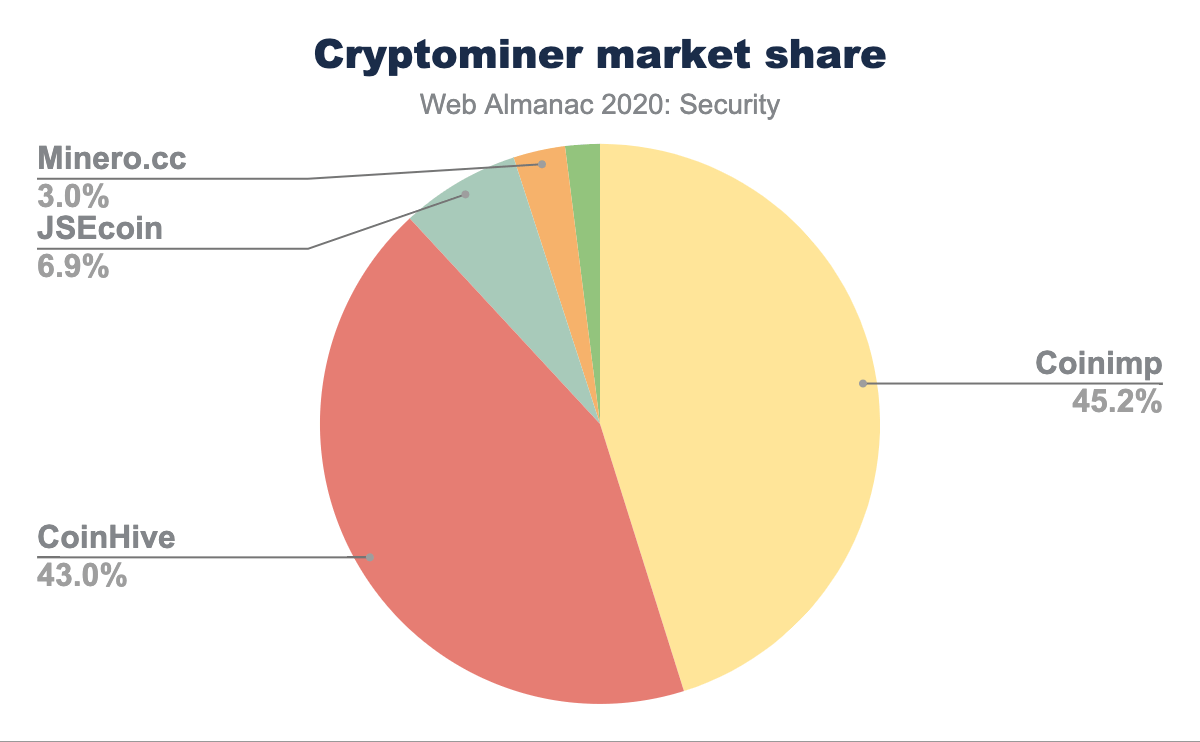 Cryptominer market share
Web Almanac 2020: Security
Minero.cc
3.0%
JSEcoin
6.9%
Coinimp
45.2%
CoinHive
43.0%